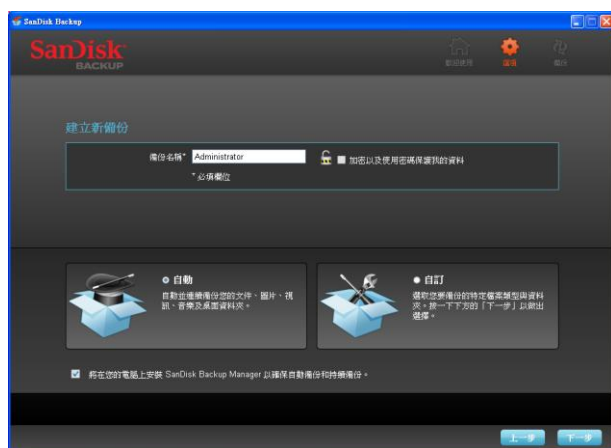 SanDisk Backup
SanDisk
BACKUP
歡迎使用
選項
備份
建立新備份
備份名稱*
Administrator
加密以及使用密碼保護我的資料
*必填欄位
自動
自動並連續備份您的文件、圖片、視
訊、音樂及桌面資料夾。
自訂
選取您要備份的特定檔案類型與資料
夾。按一下下方的「下一步」以做出
選擇。
將在您的電腦上安裝 SanDisk Backup Manager 以確保自動備份和持續備份。
上一步
下一步